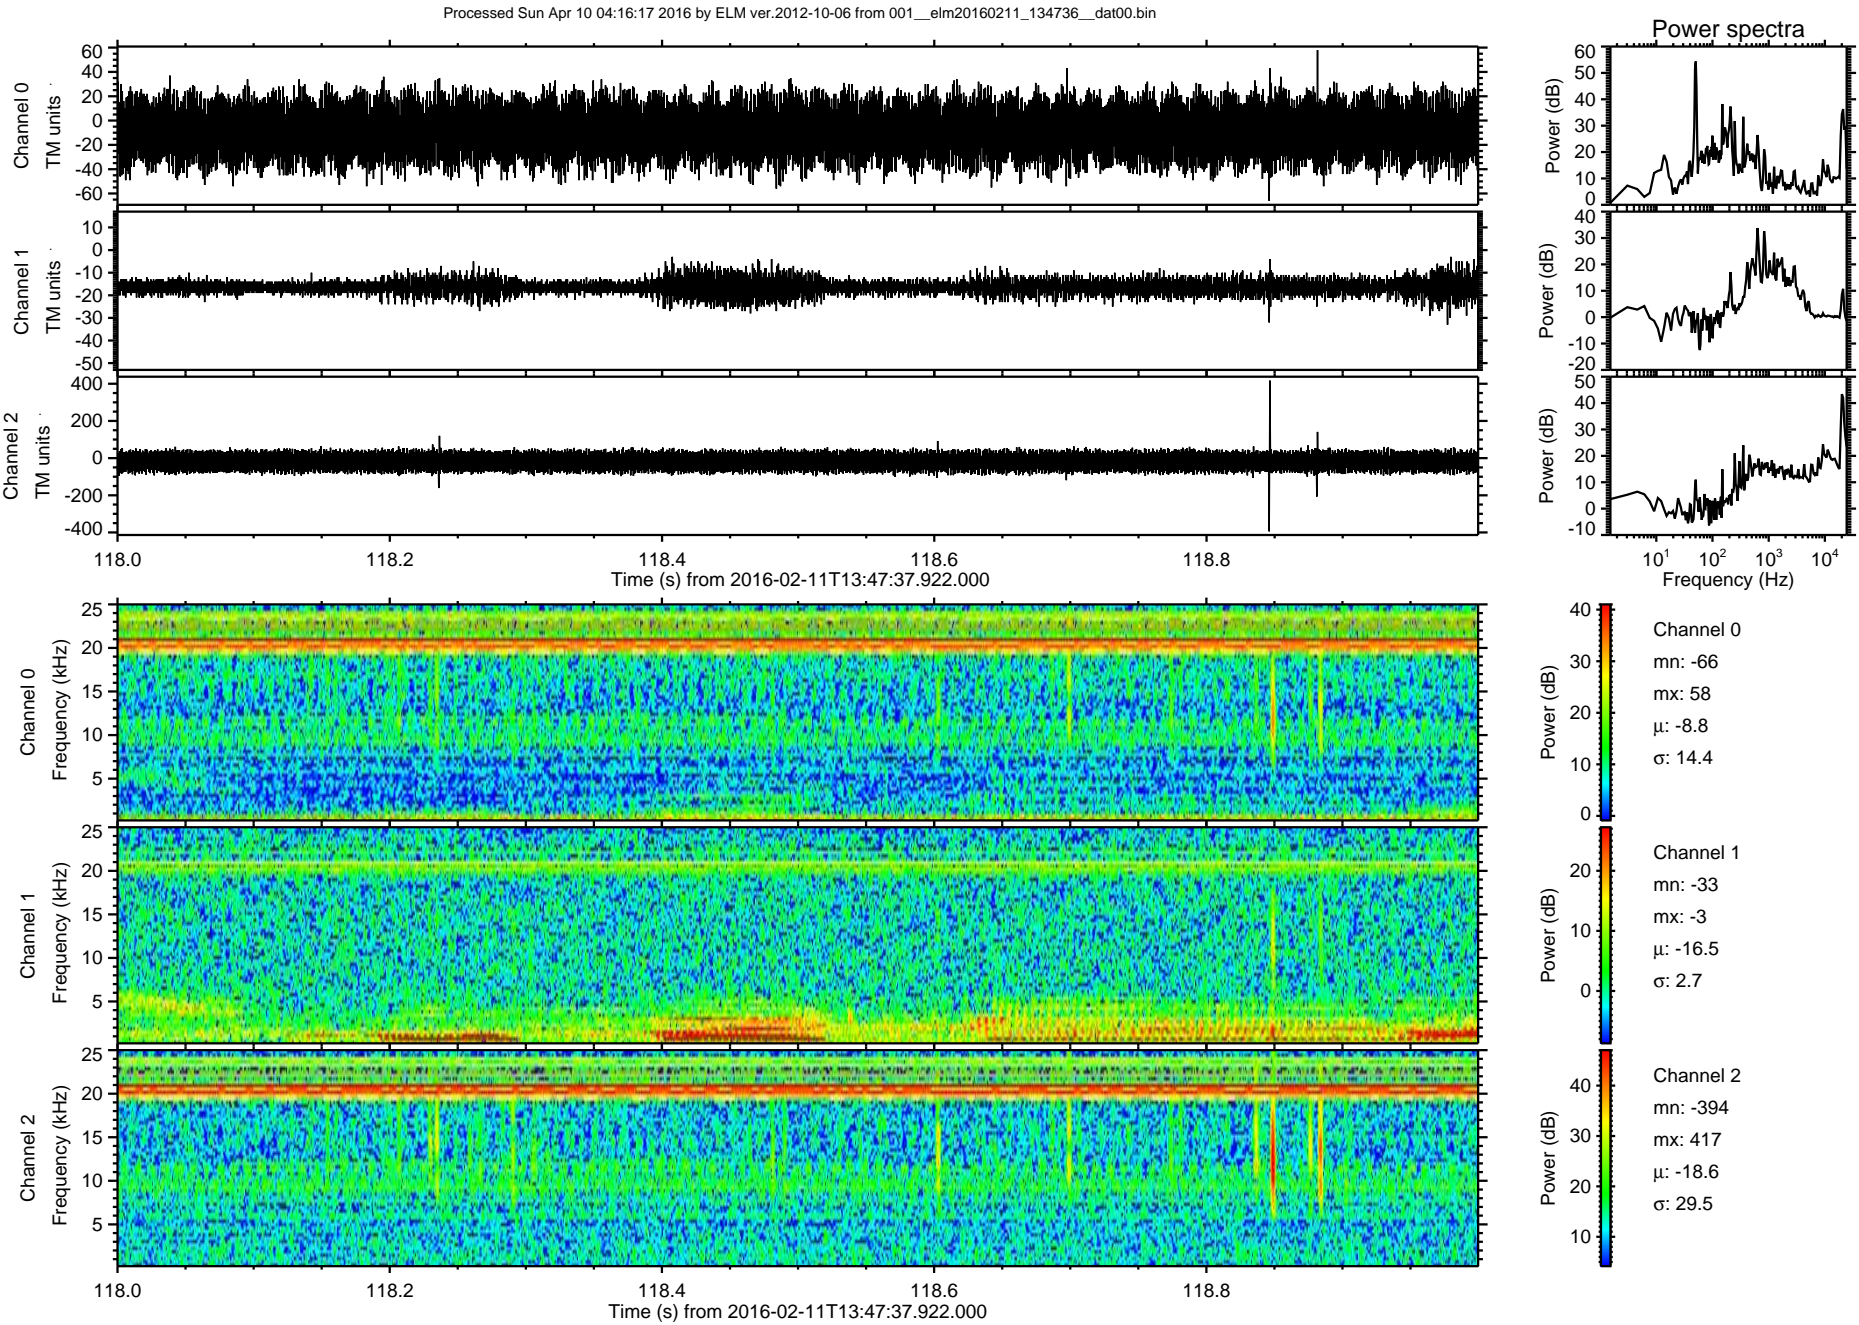 Processed Sun Apr 10 04:16:17 2016 by ELM ver.2012-10-06 from 001__elm20160211_134736__dat00.bin
Power spectra
Channel 0
TM units
60
40
20
0
-20
-40
-60
Power (dB)
60
50
40
30
20
10
0
Channel 1
TM units
10
0
-10
-20
-30
-40
-50
Power (dB)
40
30
20
10
0
-10
-20
Channel 2
TM units
400
200
0
-200
-400
Power (dB)
50
40
30
20
10
0
-10
118.0 118.2 118.4 118.6 118.8
Time (s) from 2016-02-11T13:47:37.922.000
10^1 10^2 10^3 10^4
Frequency (Hz)
Channel 0
Frequency (kHz)
25
20
15
10
5
Power (dB)
40
30
20
10
0
Channel 0
mn: -66
mx: 58
μ: -8.8
σ: 14.4
Channel 1
Frequency (kHz)
25
20
15
10
5
Power (dB)
20
10
0
Channel 1
mn: -33
mx: -3
μ: -16.5
σ: 2.7
Channel 2
Frequency (kHz)
25
20
15
10
5
Power (dB)
40
30
20
10
Channel 2
mn: -394
mx: 417
μ: -18.6
σ: 29.5
118.0 118.2 118.4 118.6 118.8
Time (s) from 2016-02-11T13:47:37.922.000